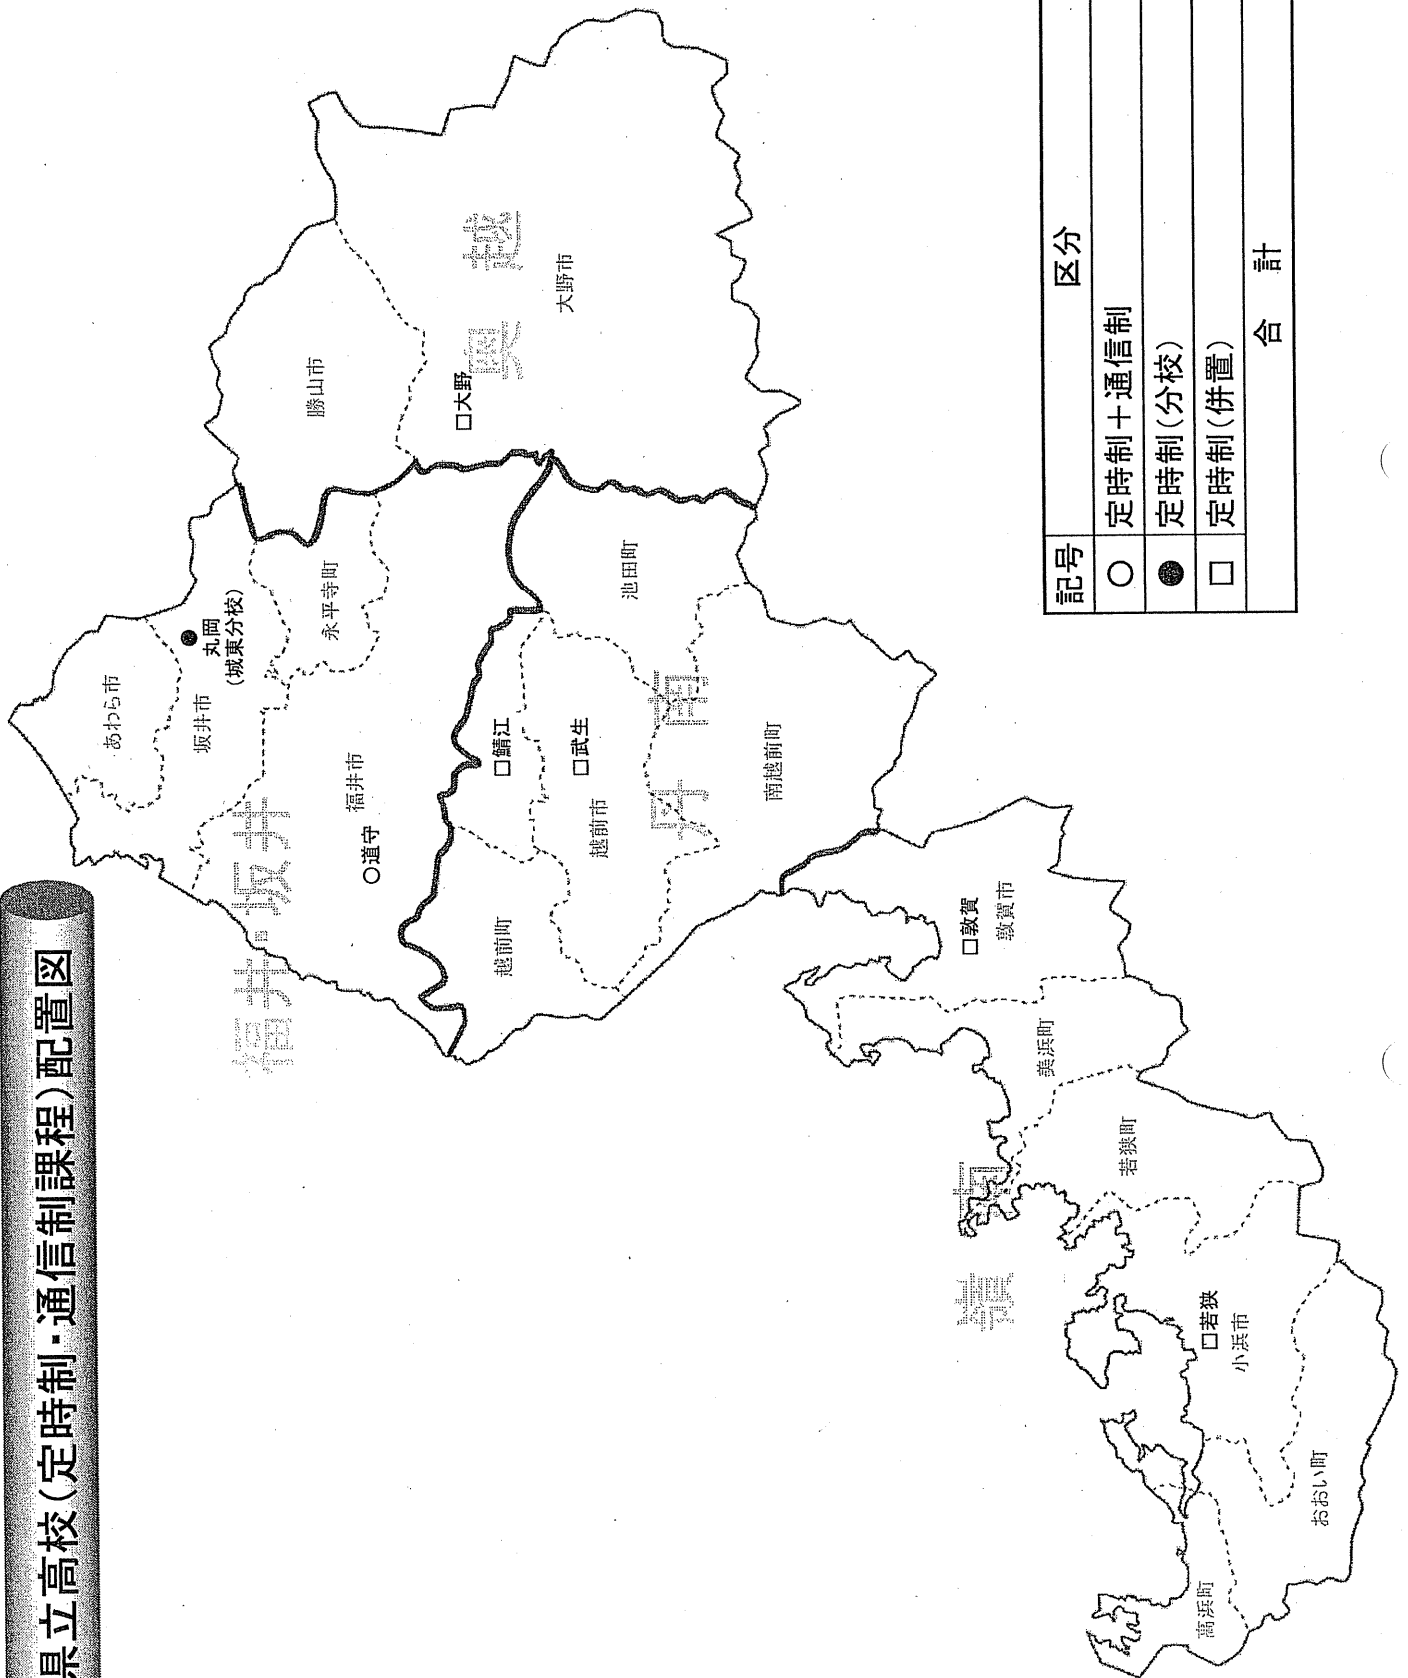 県立高校(定時制・通信制課程)配置図
福井・坂井
あわら市
坂井市
●
丸岡
(城東分校)
永平寺町
福井市
○道守
奥越
勝山市
□大野
大野市
丹南
□鯖江
越前町
□武生
越前市
池田町
南越前町
嶺南
□敦賀
敦賀市
美浜町
若狭町
□若狭
小浜市
おおい町
高浜町
記号 区分
○ 定時制+通信制
● 定時制(分校)
□ 定時制(併置)
合計